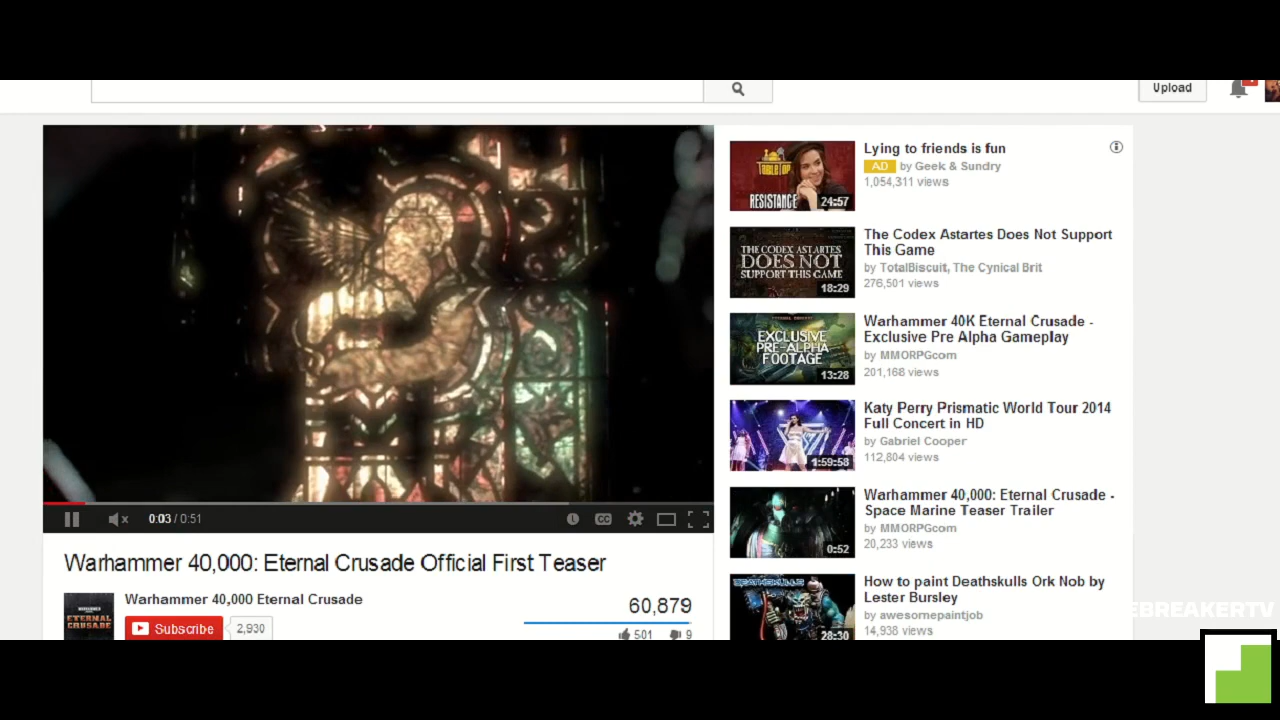 Upload
Lying to friends is fun
AD by Geek & Sundry
1,054,311 views
TABLETOP
RESISTANCE
24:57
The Codex Astartes Does Not Support
This Game
by TotalBiscuit, The Cynical Brit
276,501 views
THE CODEX ASTARTES
DOES NOT
SUPPORT THIS GAME
18:29
Warhammer 40K Eternal Crusade -
Exclusive Pre Alpha Gameplay
by MMORPGcom
201,168 views
EXCLUSIVE
PRE-ALPHA
FOOTAGE
13:28
Katy Perry Prismatic World Tour 2014
Full Concert in HD
by Gabriel Cooper
112,804 views
1:59:58
Warhammer 40,000: Eternal Crusade -
Space Marine Teaser Trailer
by MMORPGcom
20,233 views
0:52
How to paint Deathskulls Ork Nob by
Lester Bursley
by awesomepaintjob
14,938 views
DEATHSKULLS
28:30
0:03 / 0:51
CC
Warhammer 40,000: Eternal Crusade Official First Teaser
Warhammer 40,000 Eternal Crusade
ETERNAL
CRUSADE
Subscribe 2,930
60,879
501 9
EBREAKERTV